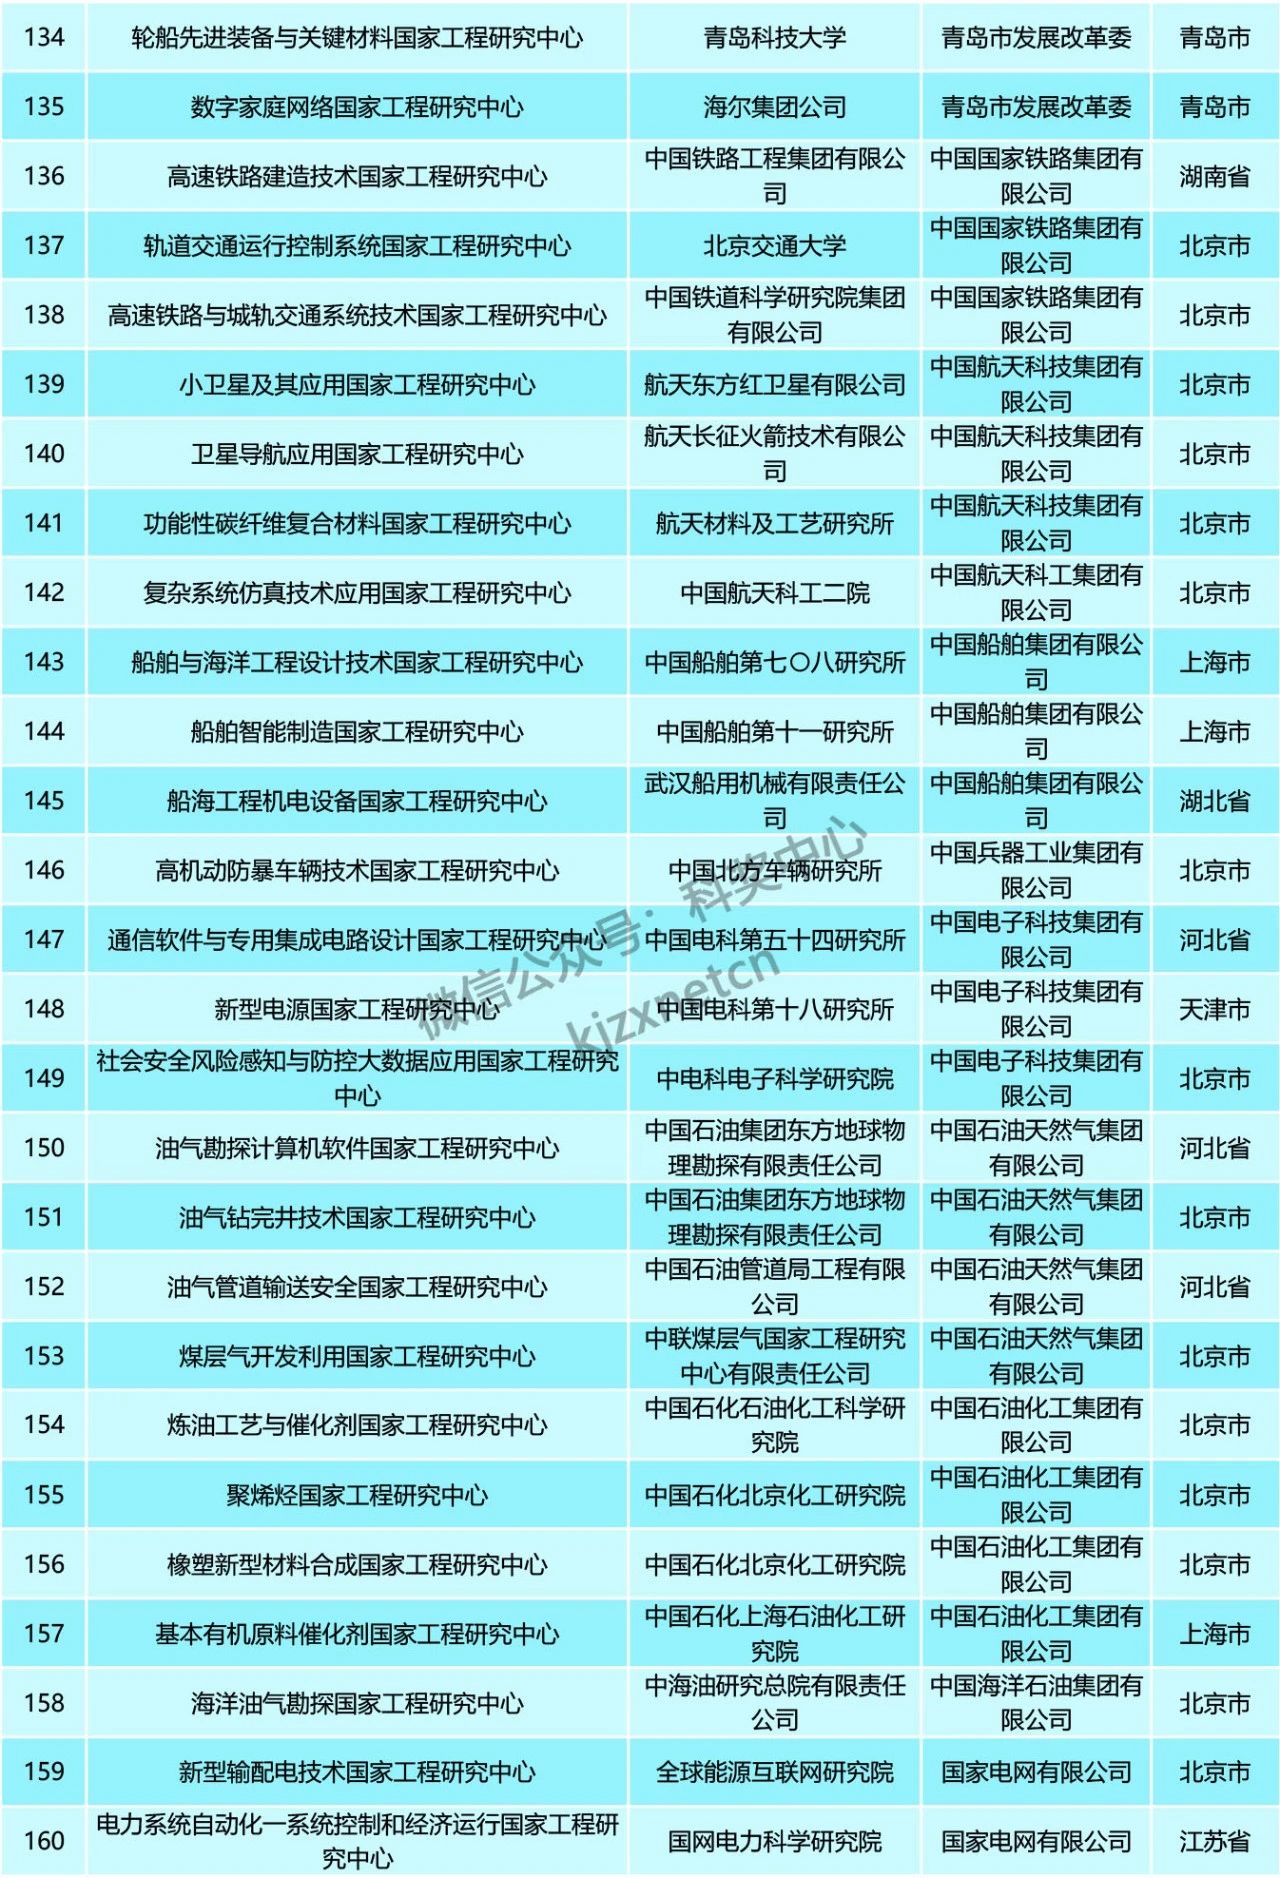 134 轮船先进装备与关键材料国家工程研究中心 青岛科技大学 青岛市发展改革委 青岛市
135 数字家庭网络国家工程研究中心 海尔集团公司 青岛市发展改革委 青岛市
136 高速铁路建造技术国家工程研究中心 中国铁路工程集团有限公司 中国国家铁路集团有限公司 湖南省
137 轨道交通运行控制系统国家工程研究中心 北京交通大学 中国国家铁路集团有限公司 北京市
138 高速铁路与城轨交通系统技术国家工程研究中心 中国铁道科学研究院集团有限公司 中国国家铁路集团有限公司 北京市
139 小卫星及其应用国家工程研究中心 航天东方红卫星有限公司 中国航天科技集团有限公司 北京市
140 卫星导航应用国家工程研究中心 航天长征火箭技术有限公司 中国航天科技集团有限公司 北京市
141 功能性碳纤维复合材料国家工程研究中心 航天材料及工艺研究所 中国航天科技集团有限公司 北京市
142 复杂系统仿真技术应用国家工程研究中心 中国航天科工二院 中国航天科工集团有限公司 北京市
143 船舶与海洋工程设计技术国家工程研究中心 中国船舶第七〇八研究所 中国船舶集团有限公司 上海市
144 船舶智能制造国家工程研究中心 中国船舶第十一研究所 中国船舶集团有限公司 上海市
145 船海工程机电设备国家工程研究中心 武汉船用机械有限责任公司 中国船舶集团有限公司 湖北省
146 高机动防暴车辆技术国家工程研究中心 中国北方车辆研究所 中国兵器工业集团有限公司 北京市
147 通信软件与专用集成电路设计国家工程研究中心 中国电科第五十四研究所 中国电子科技集团有限公司 河北省
148 新型电源国家工程研究中心 中国电科第十八研究所 中国电子科技集团有限公司 天津市
149 社会安全风险感知与防控大数据应用国家工程研究中心 中电科电子科学研究院 中国电子科技集团有限公司 北京市
150 油气勘探计算机软件国家工程研究中心 中国石油集团东方地球物理勘探有限责任公司 中国石油天然气集团有限公司 河北省
151 油气钻完井技术国家工程研究中心 中国石油集团东方地球物理勘探有限责任公司 中国石油天然气集团有限公司 北京市
152 油气管道输送安全国家工程研究中心 中国石油管道局工程有限公司 中国石油天然气集团有限公司 河北省
153 煤层气开发利用国家工程研究中心 中联煤层气国家工程研究中心有限责任公司 中国石油天然气集团有限公司 北京市
154 炼油工艺与催化剂国家工程研究中心 中国石化石油化工科学研究院 中国石油化工集团有限公司 北京市
155 聚烯烃国家工程研究中心 中国石化北京化工研究院 中国石油化工集团有限公司 北京市
156 橡塑新型材料合成国家工程研究中心 中国石化北京化工研究院 中国石油化工集团有限公司 北京市
157 基本有机原料催化剂国家工程研究中心 中国石化上海石油化工研究院 中国石油化工集团有限公司 上海市
158 海洋油气勘探国家工程研究中心 中海油研究总院有限责任公司 中国海洋石油集团有限公司 北京市
159 新型输配电技术国家工程研究中心 全球能源互联网研究院 国家电网有限公司 北京市
160 电力系统自动化一系统控制和经济运行国家工程研究中心 国网电力科学研究院 国家电网有限公司 江苏省
微信公众号：科奖中心
kjzxnetcn